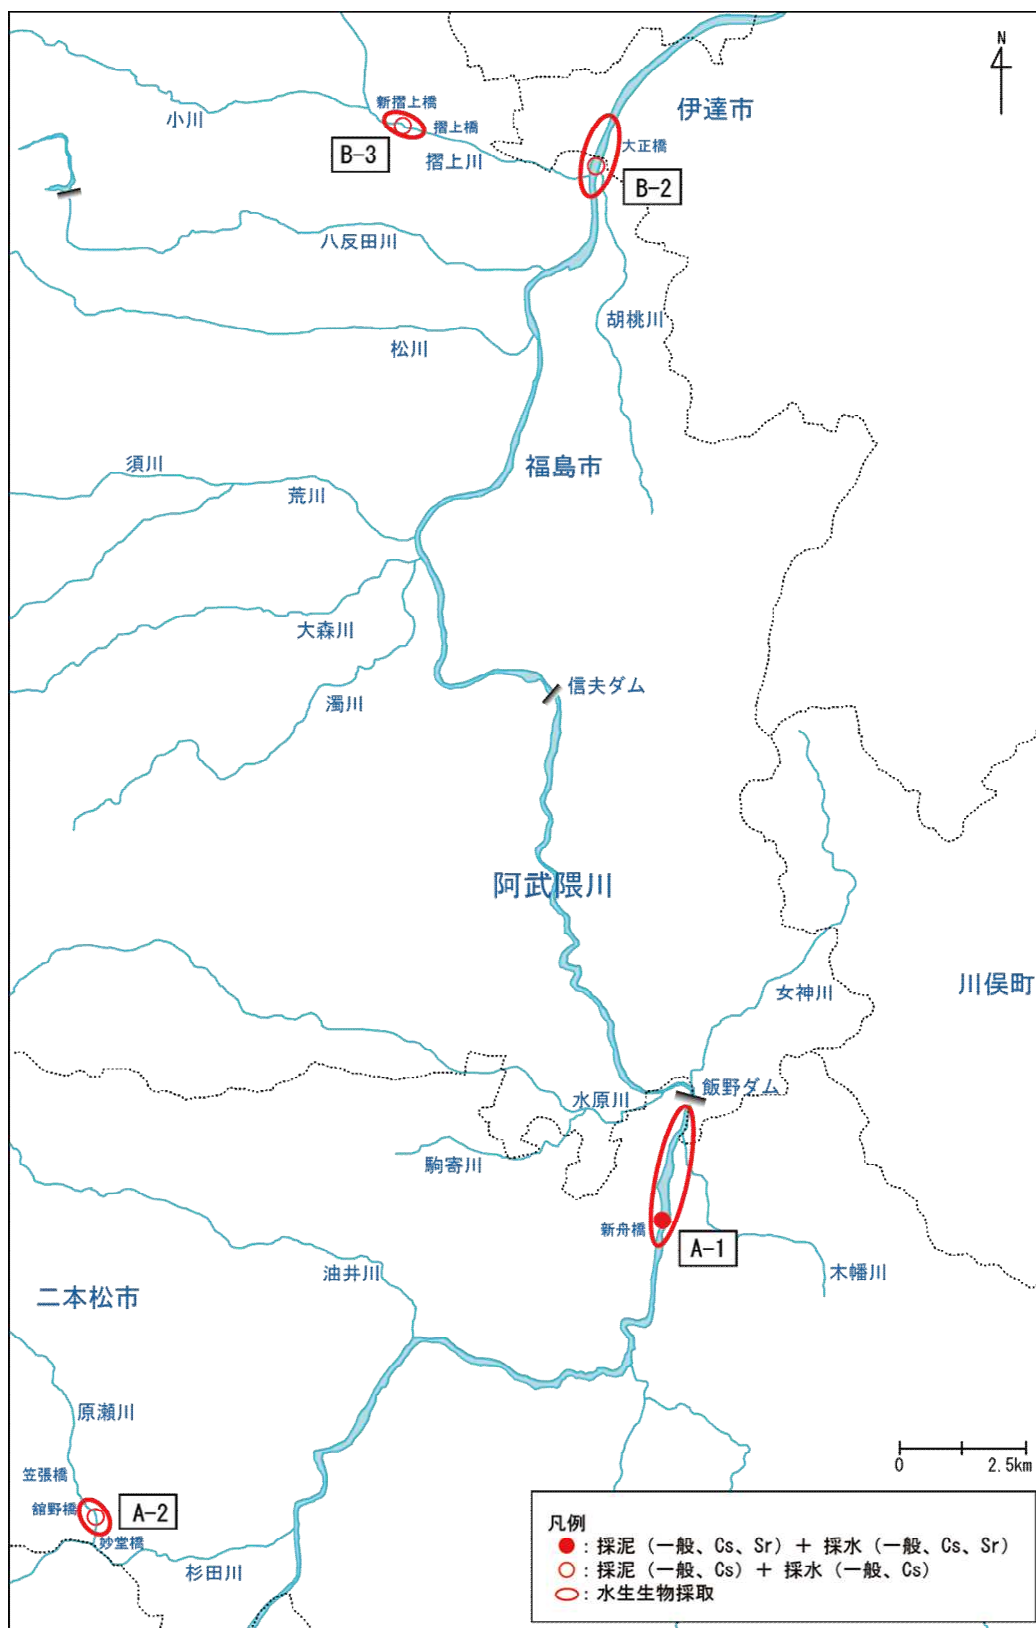 N
伊達市
新摺上橋
小川
摺上橋
大正橋
B-3
摺上川
B-2
八反田川
胡桃川
松川
須川
福島市
荒川
大森川
信夫ダム
濁川
阿武隈川
川俣町
女神川
飯野ダム
水原川
駒寄川
新舟橋
A-1
油井川
木幡川
二本松市
原瀬川
笠張橋
0 2.5km
舘野橋
A-2
妙堂橋
杉田川
凡例
：採泥（一般、Cs、Sr）＋ 採水（一般、Cs、Sr）
：採泥（一般、Cs）＋ 採水（一般、Cs）
：水生生物採取